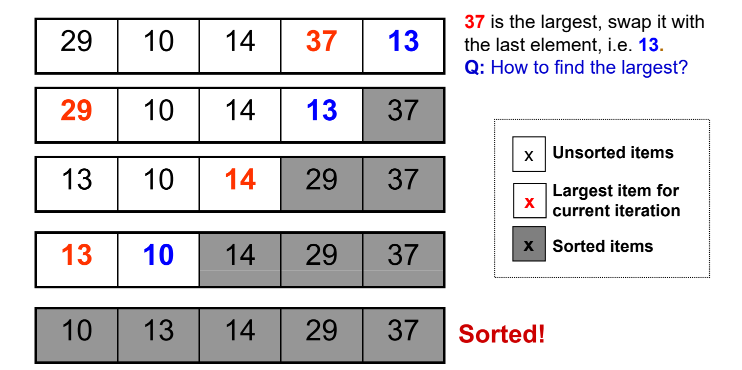 29 10 14 37 13
37 is the largest, swap it with
the last element, i.e. 13.
Q: How to find the largest?
29 10 14 13 37
13 10 14 29 37
13 10 14 29 37
10 13 14 29 37
Sorted!
x Unsorted items
x Largest item for
current iteration
x Sorted items